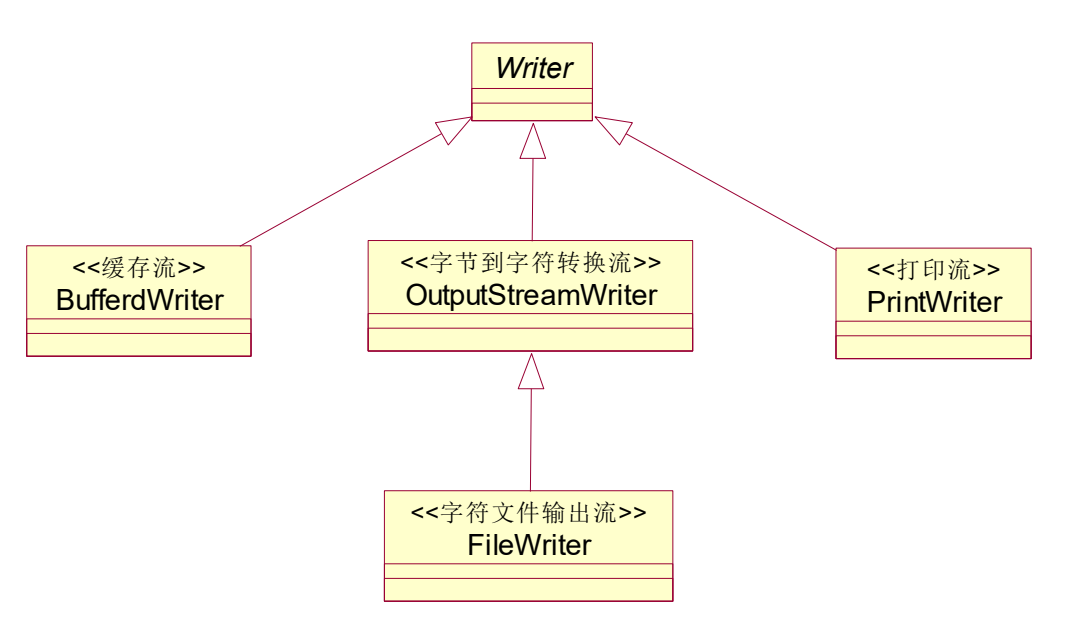 Writer
<<缓存流>>
BufferdWriter
<<字节到字符转换流>>
OutputStreamWriter
<<打印流>>
PrintWriter
<<字符文件输出流>>
FileWriter